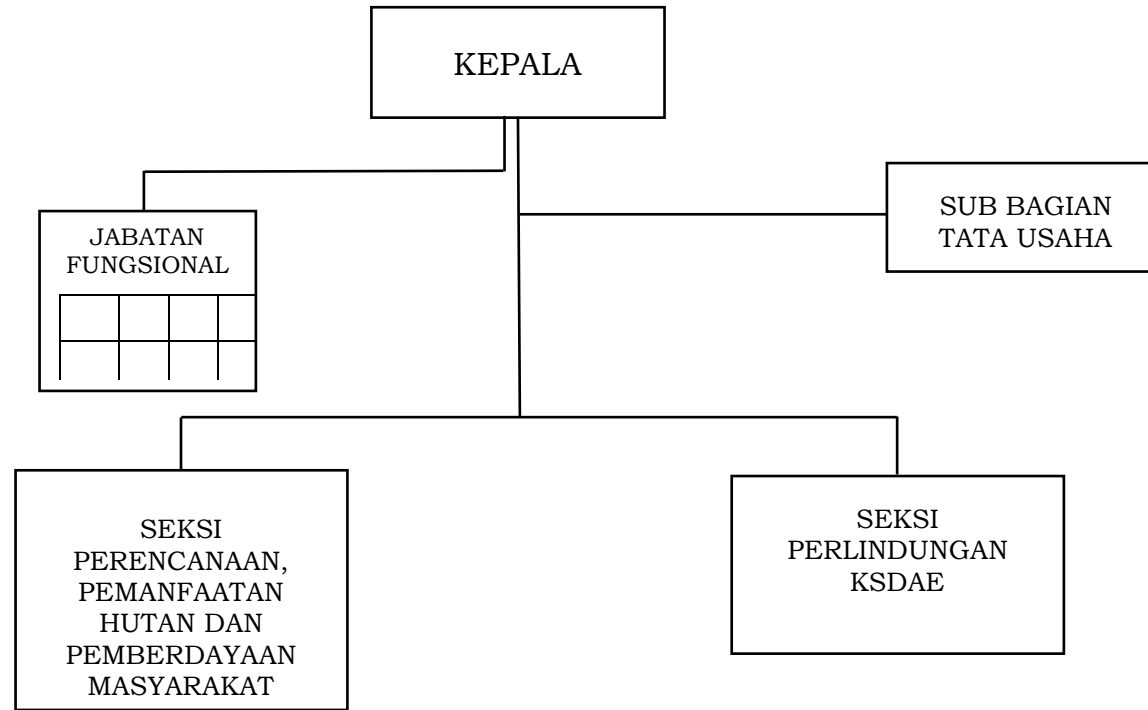 KEPALA
SUB BAGIAN
TATA USAHA
JABATAN
FUNGSIONAL
SEKSI
PERENCANAAN,
PEMANFAATAN
HUTAN DAN
PEMBERDAYAAN
MASYARAKAT
SEKSI
PERLINDUNGAN
KSDAE